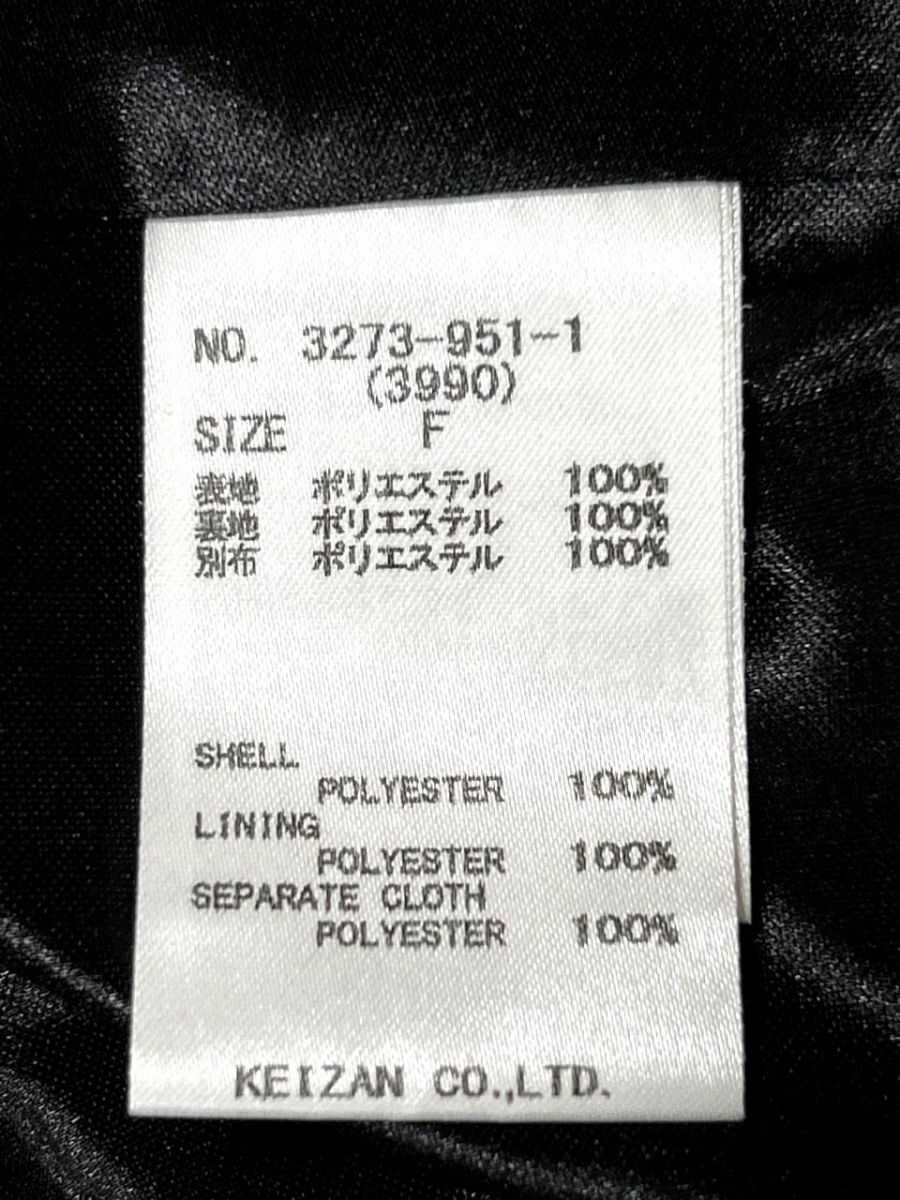 NO. 3273-951-1
(3990)
SIZE F
表地 ポリエステル 100%
裏地 ポリエステル 100%
別布 ポリエステル 100%
SHELL
POLYESTER 100%
LINING
POLYESTER 100%
SEPARATE CLOTH
POLYESTER 100%
KEIZAN CO.,LTD.